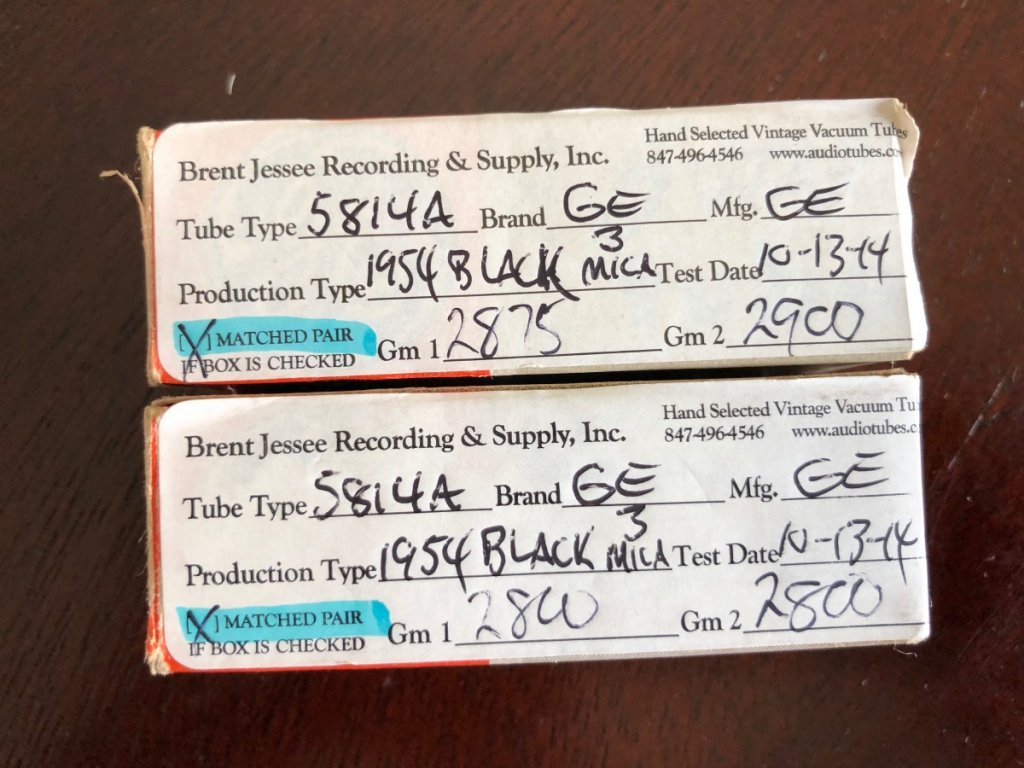 Hand Selected Vintage Vacuum Tubes
Brent Jessee Recording & Supply, Inc. 847-496-4546 www.audiotubes.co
Tube Type 5814A Brand GE Mfg. GE
Production Type 1954 BLACK 3 MICA Test Date 10-13-14
[X] MATCHED PAIR
IF BOX IS CHECKED Gm 1 2875 Gm 2 2900
Hand Selected Vintage Vacuum Tu
Brent Jessee Recording & Supply, Inc. 847-496-4546 www.audiotubes.c
Tube Type 5814A Brand GE Mfg. GE
Production Type 1954 BLACK 3 MICA Test Date 10-13-14
[X] MATCHED PAIR
IF BOX IS CHECKED Gm 1 2800 Gm 2 2800